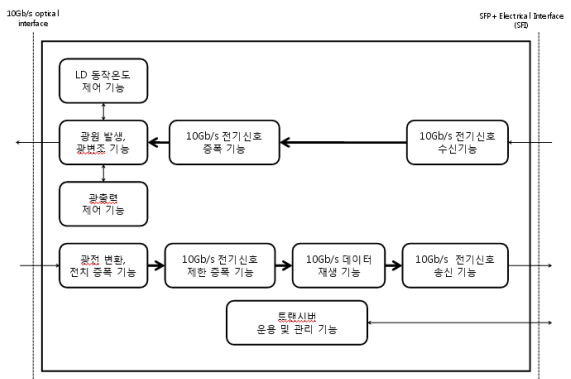 10Gb/s optical
interface
SFP+ Electrical Interface
(SFI)
LD 동작온도
제어 기능
광원 발생,
광변조 기능
10Gb/s 전기신호
증폭 기능
10Gb/s 전기신호
수신기능
광출력
제어 기능
광전 변환,
전치 증폭 기능
10Gb/s 전기신호
제한 증폭 기능
10Gb/s 데이터
재생 기능
10Gb/s 전기신호
송신 기능
트랜시버
운용 및 관리 기능